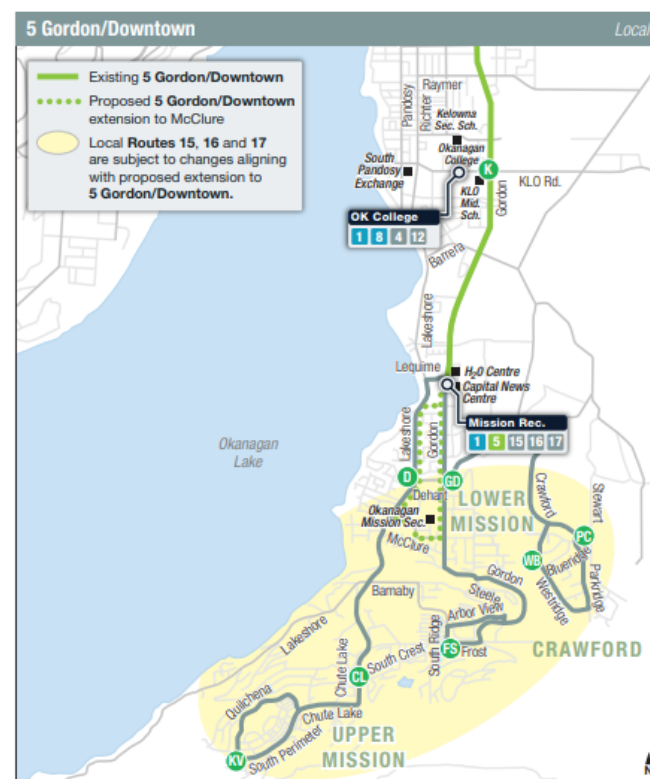 5 Gordon/Downtown
Local
Existing 5 Gordon/Downtown
Proposed 5 Gordon/Downtown
extension to McClure
Local Routes 15, 16 and 17
are subject to changes aligning
with proposed extension to
5 Gordon/Downtown.
Pandosy
Richter
Raymer
Kelowna
Sec. Sch.
Okanagan
College
South
Pandosy
Exchange
K
KLO Rd.
KLO
Mid.
Sch.
Gordon
OK College
1 8 4 12
Barrera
Lakeshore
Lequime
H₂O Centre
Capital News
Centre
Mission Rec.
1 5 15 16 17
Okanagan
Lake
Lakeshore
Gordon
D
GD
Dehart
LOWER
MISSION
Okanagan
Mission Sec.
McClure
Crawford
Stewart
PC
WB
Blueridge
Westridge
Parkridge
CRAWFORD
Gordon
Steele
Barnaby
Arbor View
Lakeshore
South Ridge
FS
Frost
Chute Lake
South Crest
CL
Quilchena
Chute Lake
South Perimeter
KV
UPPER
MISSION
N